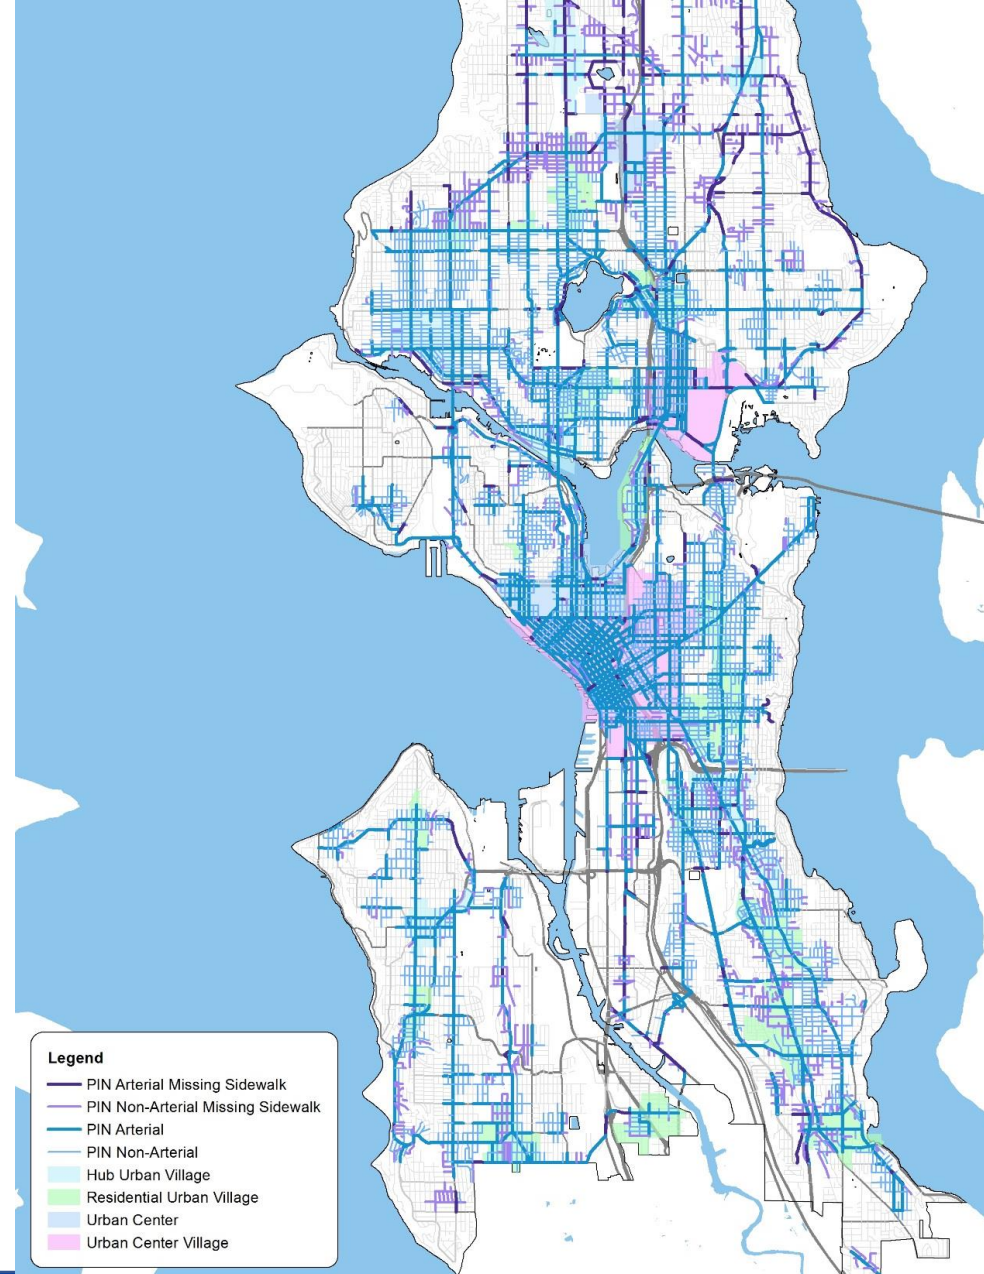 Legend
PIN Arterial Missing Sidewalk
PIN Non-Arterial Missing Sidewalk
PIN Arterial
PIN Non-Arterial
Hub Urban Village
Residential Urban Village
Urban Center
Urban Center Village